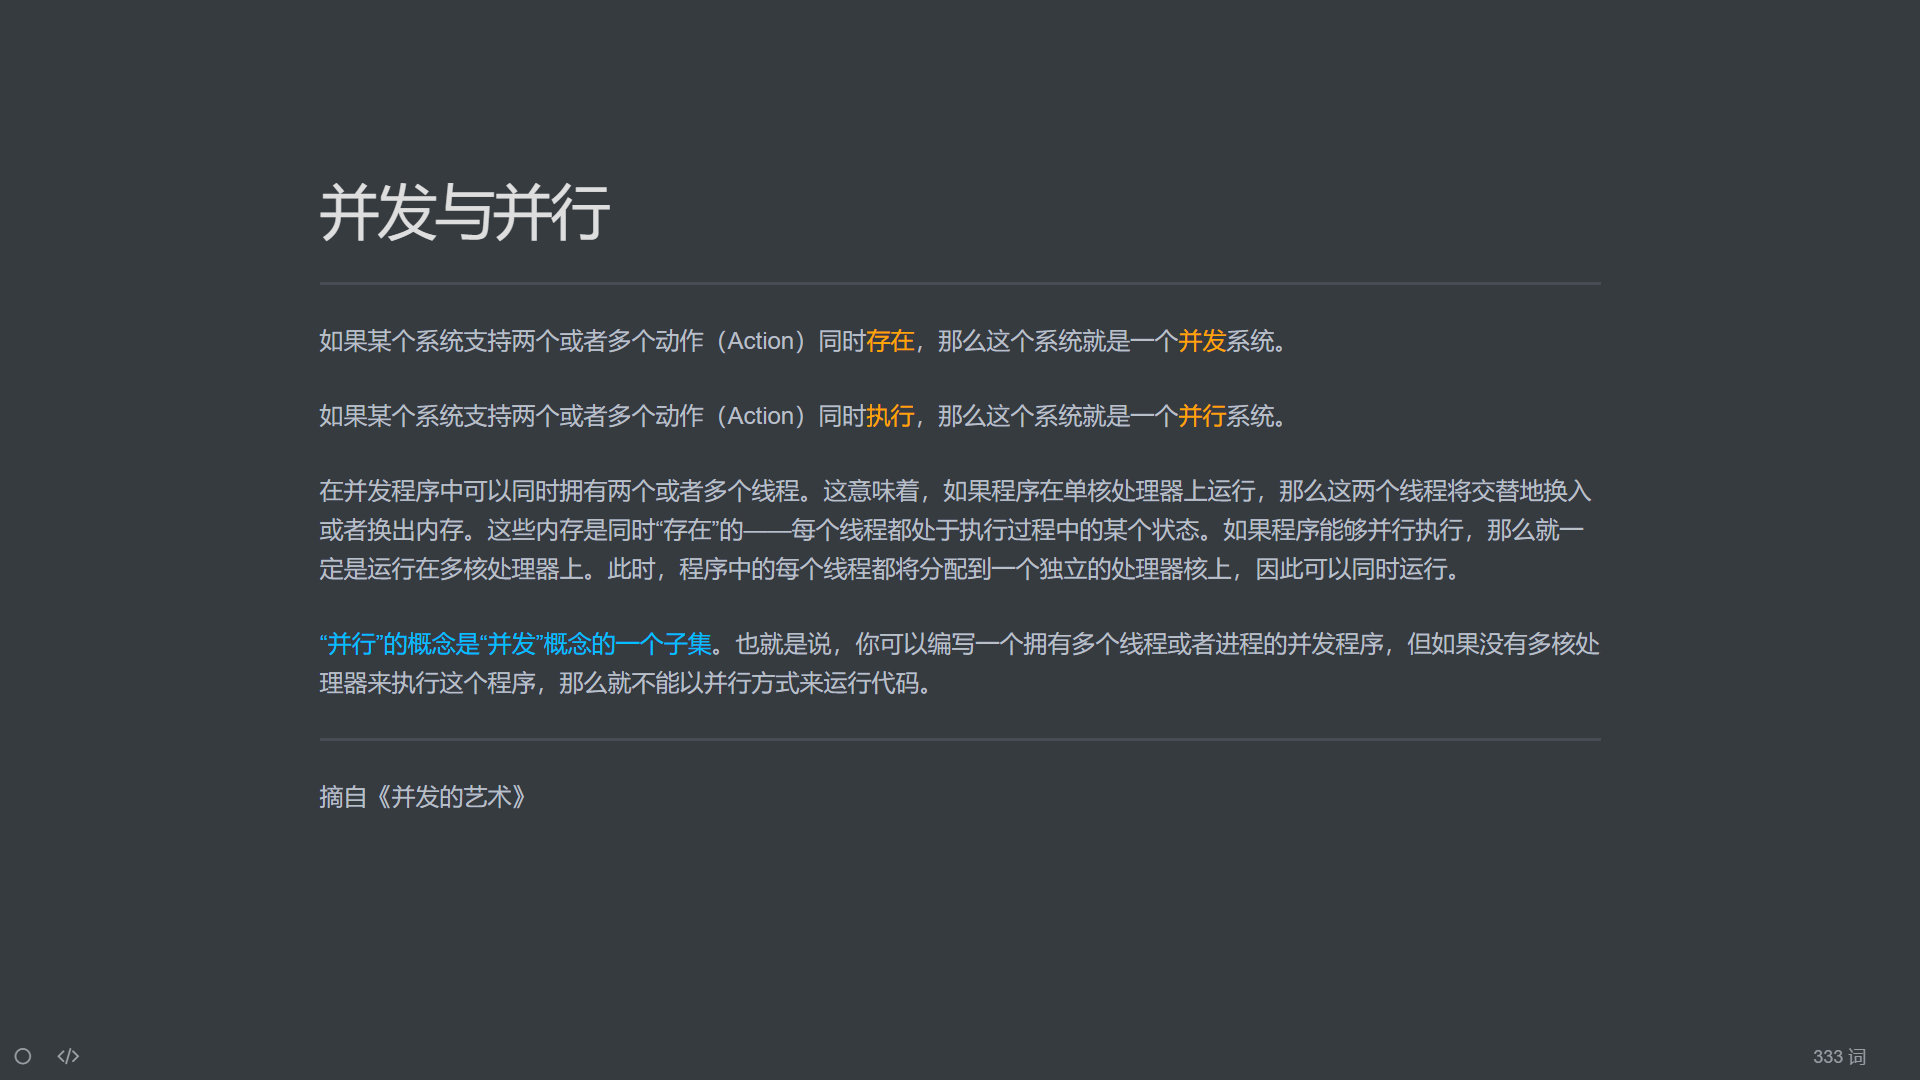 并发与并行
如果某个系统支持两个或者多个动作（Action）同时存在，那么这个系统就是一个并发系统。
如果某个系统支持两个或者多个动作（Action）同时执行，那么这个系统就是一个并行系统。
在并发程序中可以同时拥有两个或者多个线程。这意味着，如果程序在单核处理器上运行，那么这两个线程将交替地换入
或者换出内存。这些内存是同时“存在”的——每个线程都处于执行过程中的某个状态。如果程序能够并行执行，那么就一
定是运行在多核处理器上。此时，程序中的每个线程都将分配到一个独立的处理器核上，因此可以同时运行。
“并行”的概念是“并发”概念的一个子集。也就是说，你可以编写一个拥有多个线程或者进程的并发程序，但如果没有多核处
理器来执行这个程序，那么就不能以并行方式来运行代码。
摘自《并发的艺术》
</> 333 词